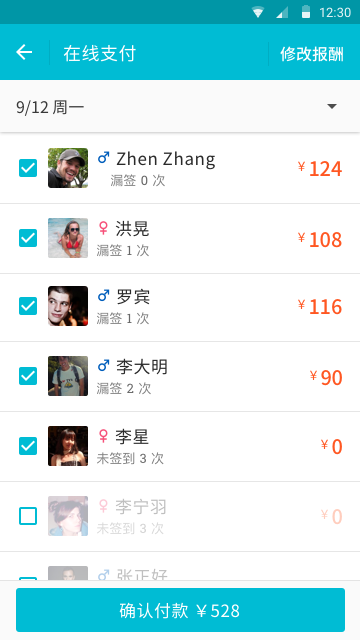 12:30
在线支付
修改报酬
9/12 周一
♂ Zhen Zhang
漏签 0 次
¥124
♀ 洪晃
漏签 1 次
¥108
♂ 罗宾
漏签 1 次
¥116
♂ 李大明
漏签 2 次
¥90
♀ 李星
未签到 3 次
¥0
♀ 李宁羽
未签到 3 次
¥0
♂ 张正好
确认付款 ¥528